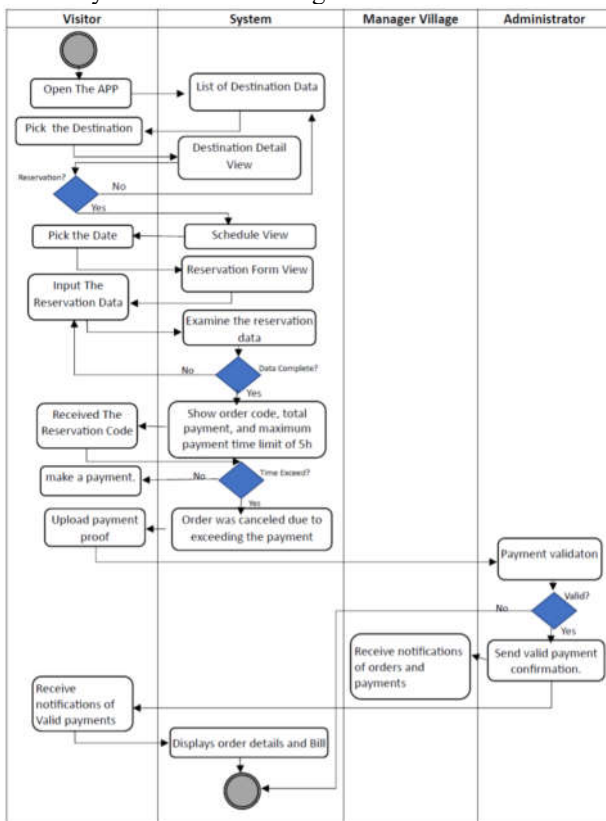 Visitor System Manager Village Administrator
Open The APP
List of Destination Data
Pick the Destination
Destination Detail
View
Reservation?
No
Yes
Pick the Date
Schedule View
Reservation Form View
Input The
Reservation Data
Examine the reservation
data
No
Data Complete?
Yes
Received The
Reservation Code
Show order code, total
payment, and maximum
payment time limit of 5h
make a payment.
No
Time Exceed?
Yes
Upload payment
proof
Order was canceled due to
exceeding the payment
Payment validaton
No
Valid?
Yes
Receive notifications
of orders and
payments
Send valid payment
confirmation.
Receive
notifications of
Valid payments
Displays order details and Bill